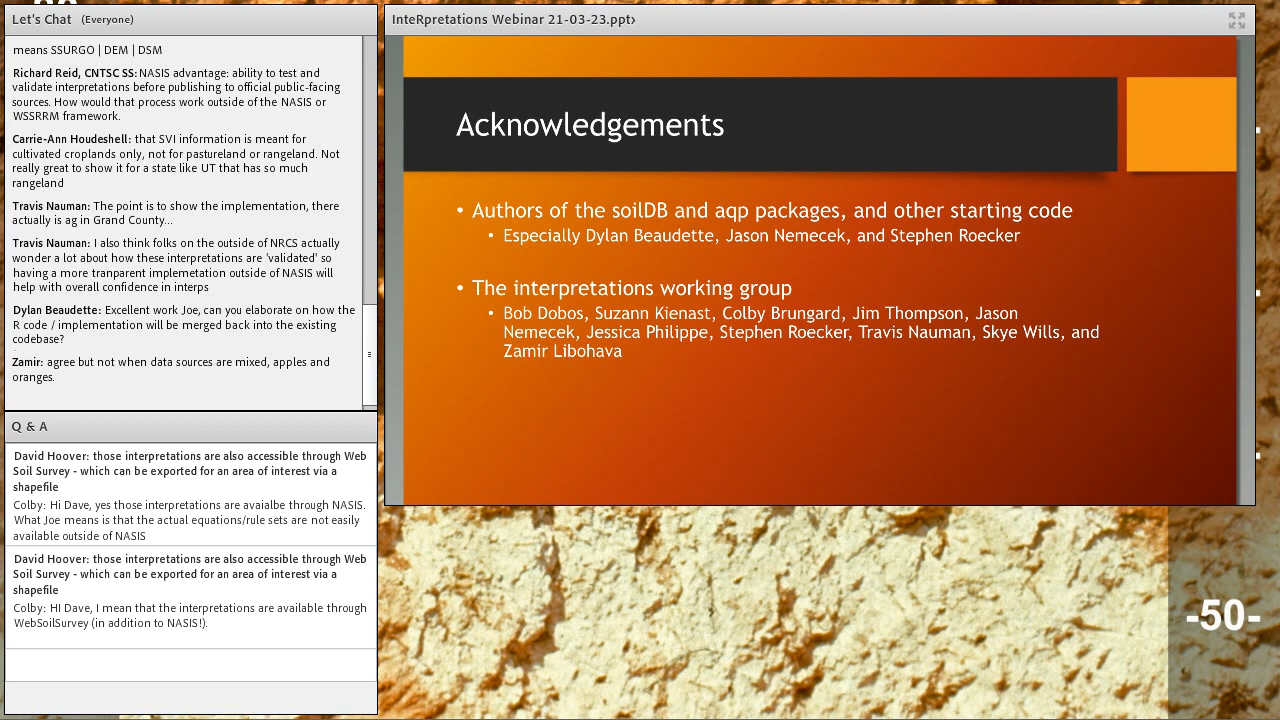 Let's Chat (Everyone)
means SSURGO | DEM | DSM
Richard Reid, CNTSC SS: NASIS advantage: ability to test and
validate interpretations before publishing to official public-facing
sources. How would that process work outside of the NASIS or
WSSRRM framework.
Carrie-Ann Houdeshell: that SVI information is meant for
cultivated croplands only, not for pastureland or rangeland. Not
really great to show it for a state like UT that has so much
rangeland
Travis Nauman: The point is to show the implementation, there
actually is ag in Grand County...
Travis Nauman: I also think folks on the outside of NRCS actually
wonder a lot about how these interpretations are 'validated' so
having a more tranparent implemetation outside of NASIS will
help with overall confidence in interps
Dylan Beaudette: Excellent work Joe, can you elaborate on how the
R code / implementation will be merged back into the existing
codebase?
Zamir: agree but not when data sources are mixed, apples and
oranges.
Q & A
David Hoover: those interpretations are also accessible through Web
Soil Survey - which can be exported for an area of interest via a
shapefile
Colby: Hi Dave, yes those interpretations are avaialbe through NASIS.
What Joe means is that the actual equations/rule sets are not easily
available outside of NASIS
David Hoover: those interpretations are also accessible through Web
Soil Survey - which can be exported for an area of interest via a
shapefile
Colby: HI Dave, I mean that the interpretations are available through
WebSoilSurvey (in addition to NASIS!).
InteRpretations Webinar 21-03-23.ppt›
Acknowledgements
• Authors of the soilDB and aqp packages, and other starting code
• Especially Dylan Beaudette, Jason Nemecek, and Stephen Roecker
• The interpretations working group
• Bob Dobos, Suzann Kienast, Colby Brungard, Jim Thompson, Jason
Nemecek, Jessica Philippe, Stephen Roecker, Travis Nauman, Skye Wills, and
Zamir Libohava
-50-